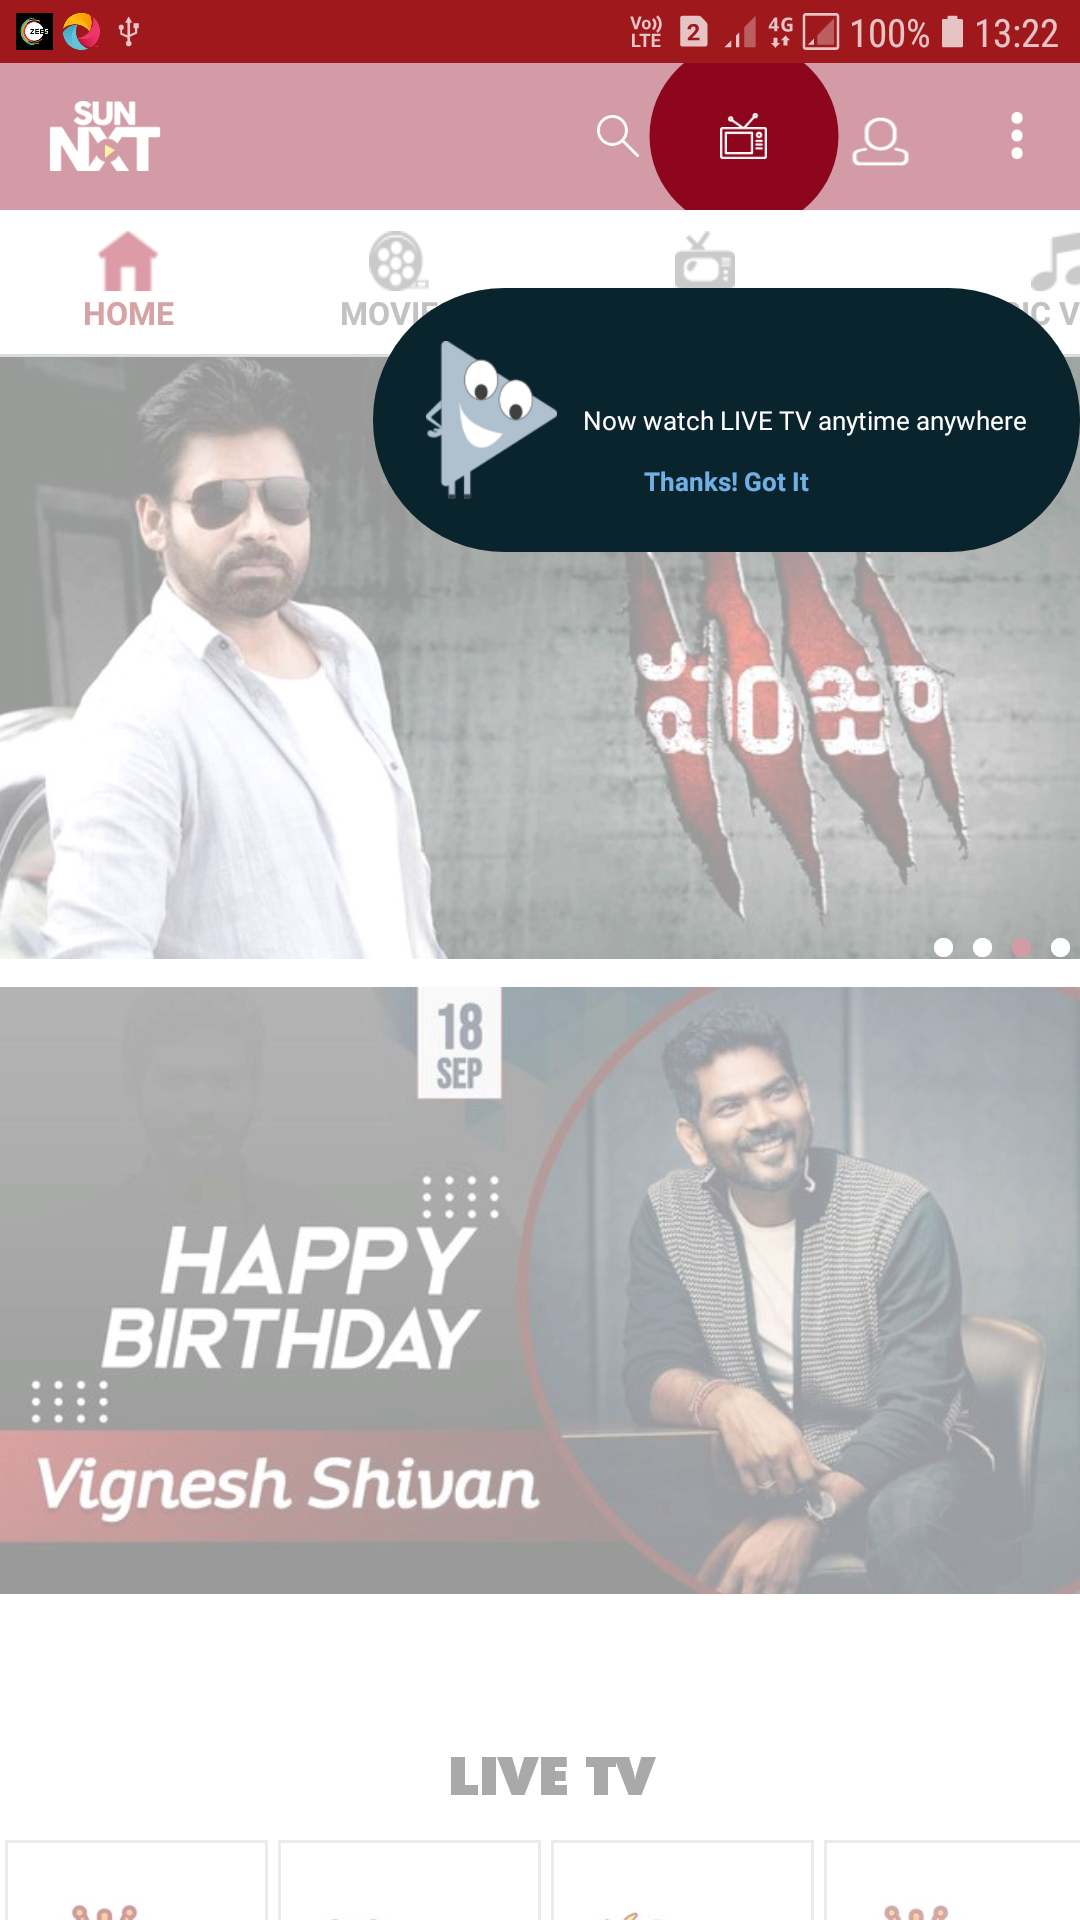 ZEE5
Vo)) LTE 2 4G 100% 13:22
SUN
NXT
HOME
MOVIE
IC V
Now watch LIVE TV anytime anywhere
Thanks! Got It
పంజా
18
SEP
HAPPY
BIRTHDAY
Vignesh Shivan
LIVE TV